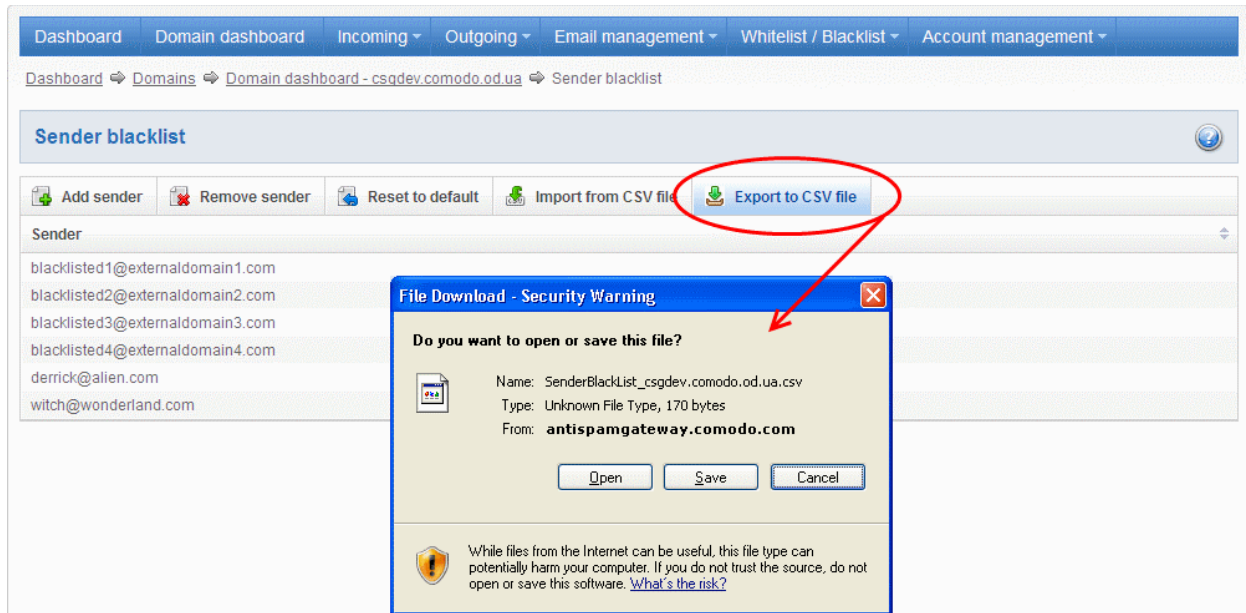 Dashboard Domain dashboard Incoming Outgoing Email management Whitelist / Blacklist Account management
Dashboard Domains Domain dashboard - csgdev.comodo.od.ua Sender blacklist
Sender blacklist
Add sender Remove sender Reset to default Import from CSV file Export to CSV file
Sender
blacklisted1@externaldomain1.com
blacklisted2@externaldomain2.com
blacklisted3@externaldomain3.com
blacklisted4@externaldomain4.com
derrick@alien.com
witch@wonderland.com
File Download - Security Warning
Do you want to open or save this file?
Name: SenderBlackList_csgdev.comodo.od.ua.csv
Type: Unknown File Type, 170 bytes
From: antispamgateway.comodo.com
Open Save Cancel
While files from the Internet can be useful, this file type can
potentially harm your computer. If you do not trust the source, do not
open or save this software. What's the risk?